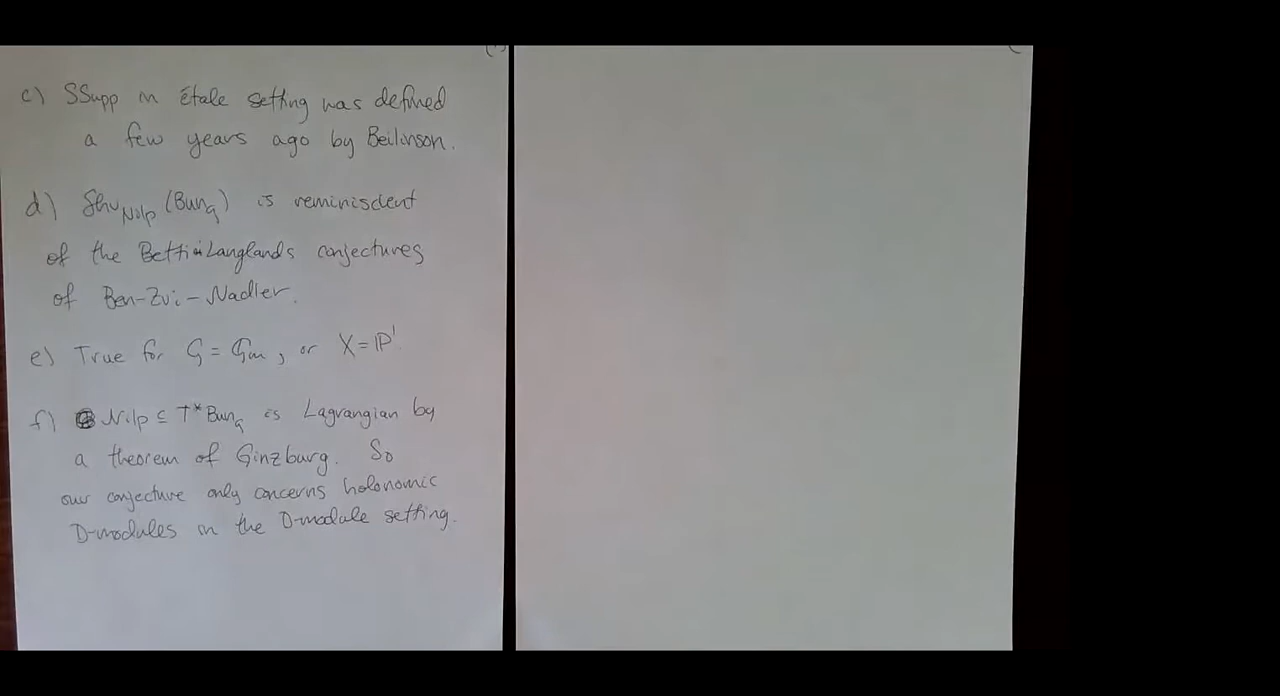 c) SSupp in étale setting was defined
a few years ago by Beilinson.
d) Shv_Nilp (Bun_G) is reminiscent
of the Betti Langlands conjectures
of Ben-Zvi-Nadler.
e) True for G = G_m, or X = P^1.
f) Nilp ⊆ T*Bun_G is Lagrangian by
a theorem of Ginzburg. So
our conjecture only concerns holonomic
D-modules in the D-module setting.